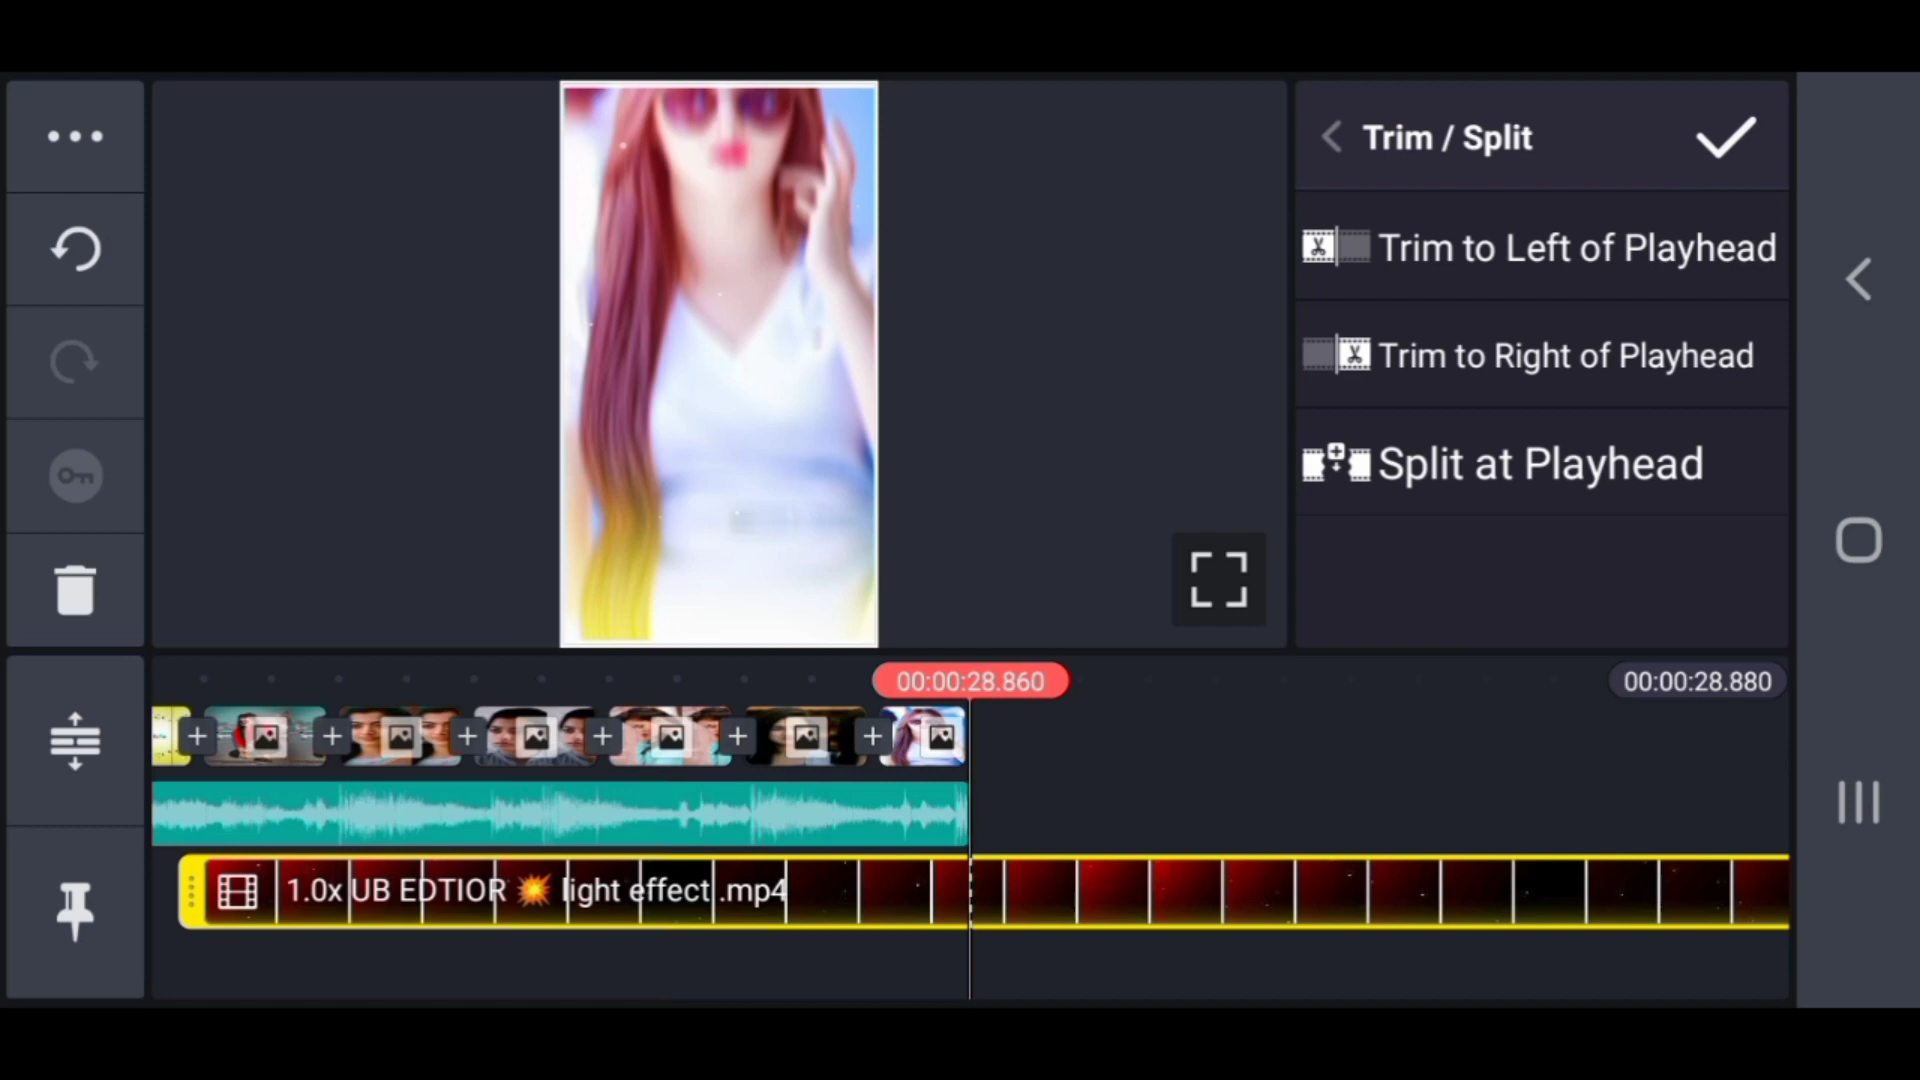 Trim / Split
Trim to Left of Playhead
Trim to Right of Playhead
Split at Playhead
00:00:28.860
00:00:28.880
1.0x UB EDTIOR 💥 light effect .mp4